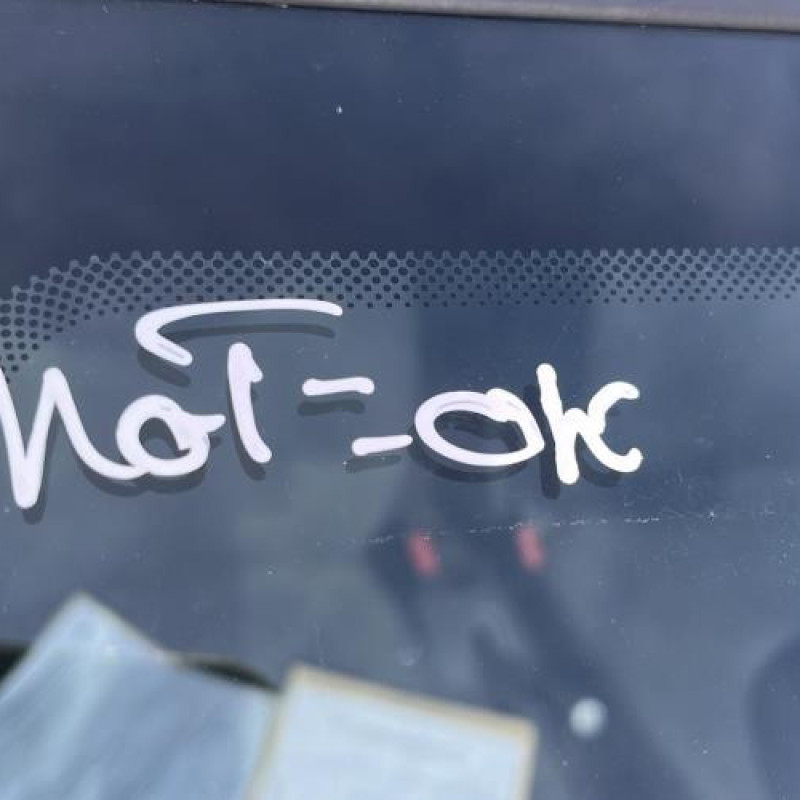 NOT = OK